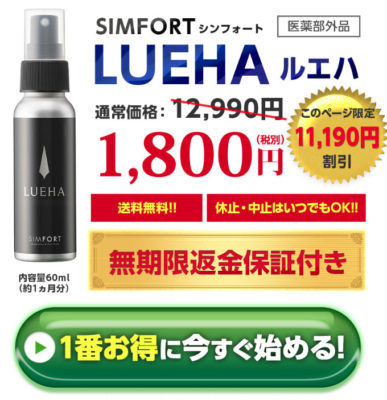 SIMFORT シンフォート
医薬部外品
LUEHA ルエハ
通常価格：12,990円
このページ限定
11,190円
割引
1,800円
(税別)
送料無料!!
休止・中止はいつでもOK!!
無期限返金保証付き
LUEHA
SIMFORT
内容量60ml
(約1ヵ月分)
1番お得に今すぐ始める!